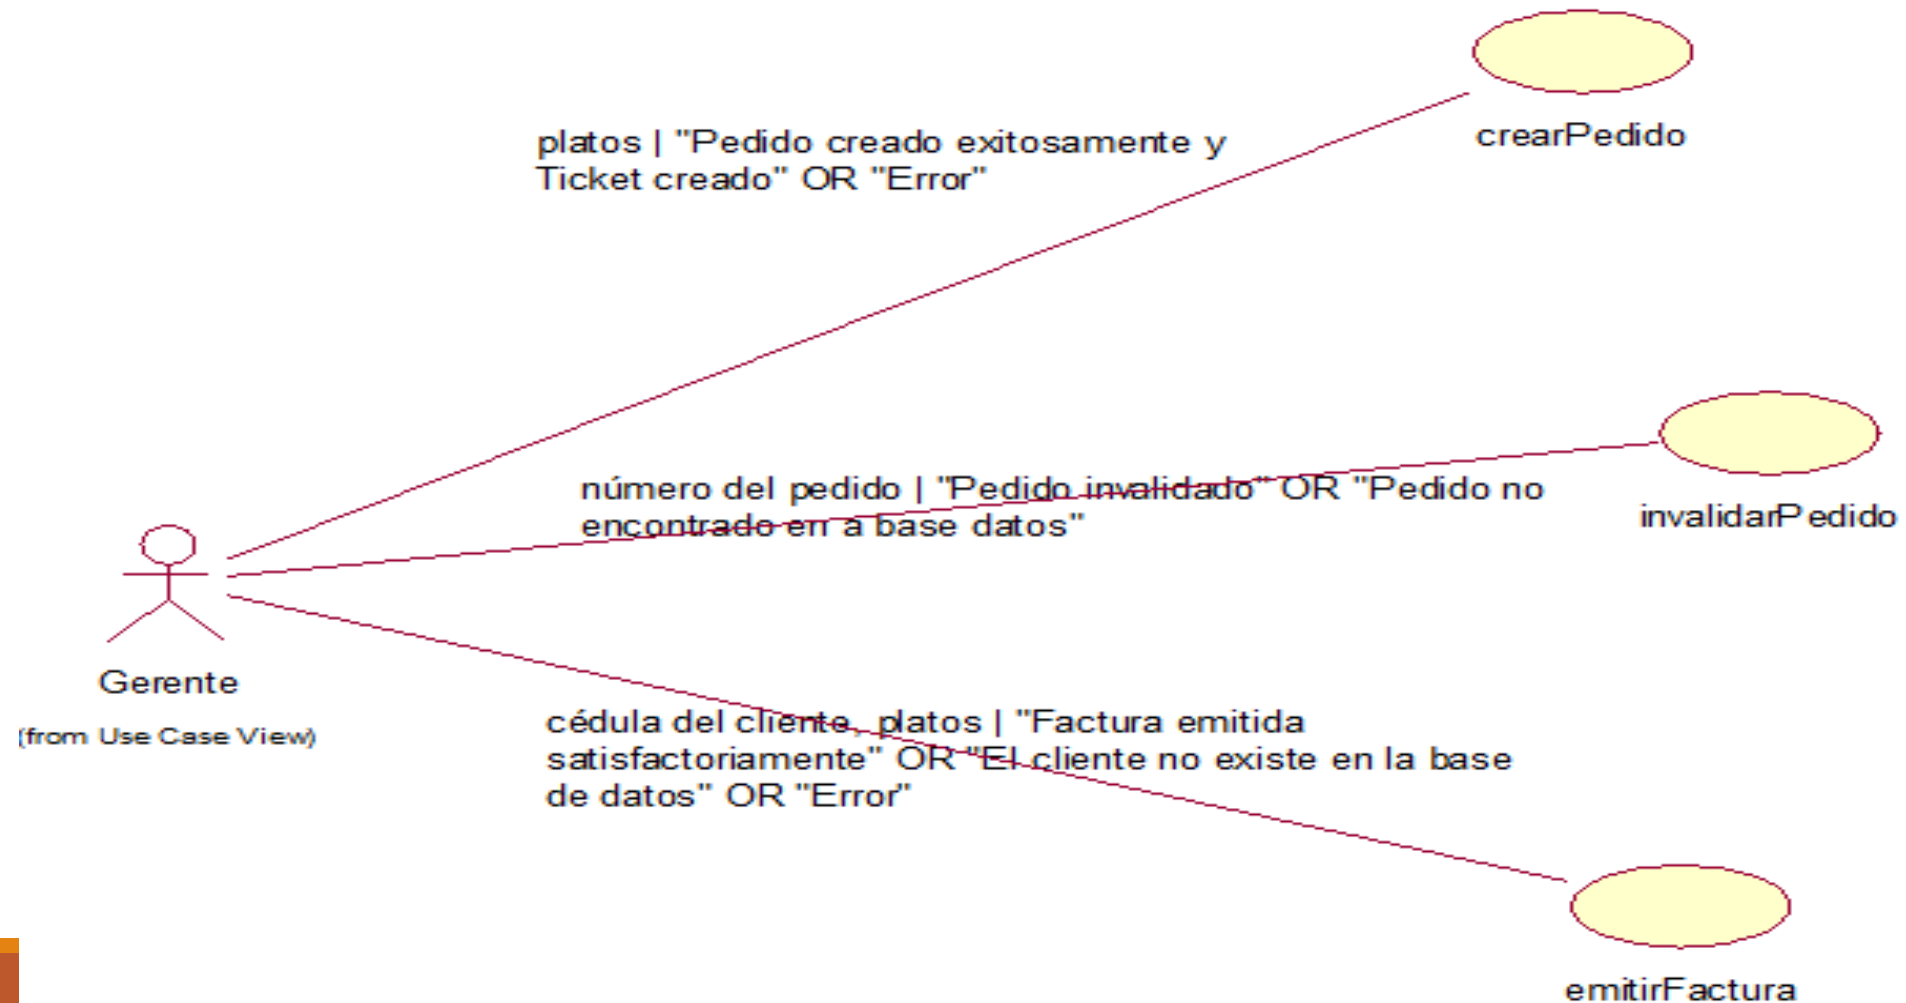 crearPedido
platos | "Pedido creado exitosamente y
Ticket creado" OR "Error"
número del pedido | "Pedido invalidado" OR "Pedido no
encontrado en a base datos"
invalidarPedido
Gerente
(from Use Case View)
cédula del cliente, platos | "Factura emitida
satisfactoriamente" OR "El cliente no existe en la base
de datos" OR "Error"
emitirFactura